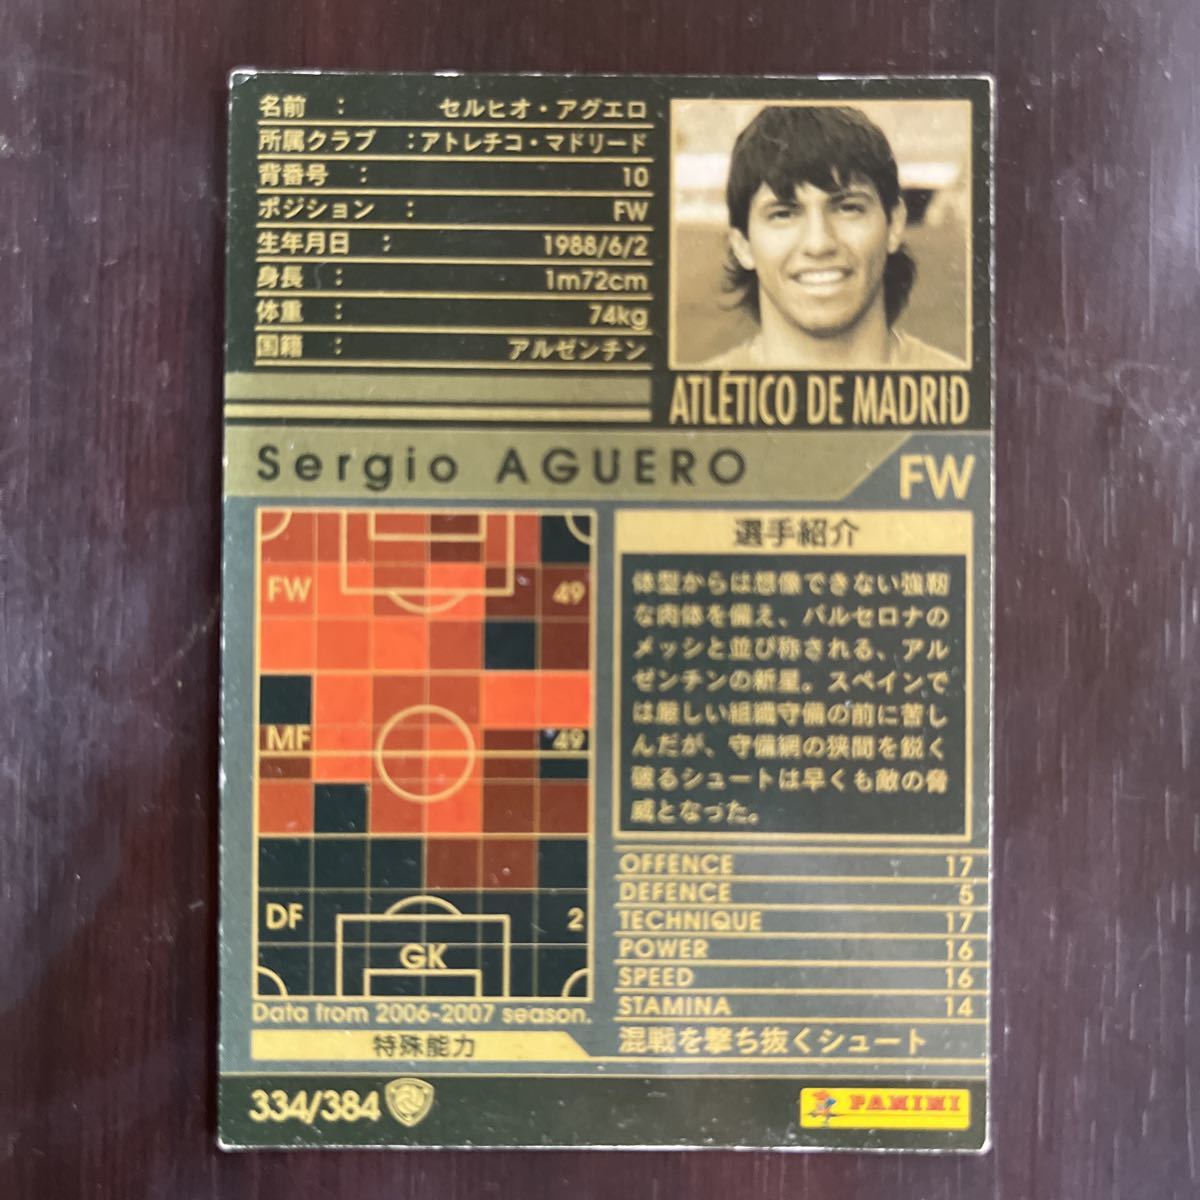 名前 : セルヒオ・アグエロ
所属クラブ :アトレチコ・マドリード
背番号 : 10
ポジション : FW
生年月日 : 1988/6/2
身長 : 1m72cm
体重 : 74kg
国籍 : アルゼンチン
ATLÉTICO DE MADRID
Sergio AGUERO
FW
FW 49
MF 49
DF 2
GK
Data from 2006-2007 season.
選手紹介
体型からは想像できない強靭
な肉体を備え、バルセロナの
メッシと並び称される、アル
ゼンチンの新星。スペインで
は厳しい組織守備の前に苦し
んだが、守備網の狭間を鋭く
破るシュートは早くも敵の脅
威となった。
OFFENCE 17
DEFENCE 5
TECHNIQUE 17
POWER 16
SPEED 16
STAMINA 14
特殊能力
混戦を撃ち抜くシュート
334/384
PANINI